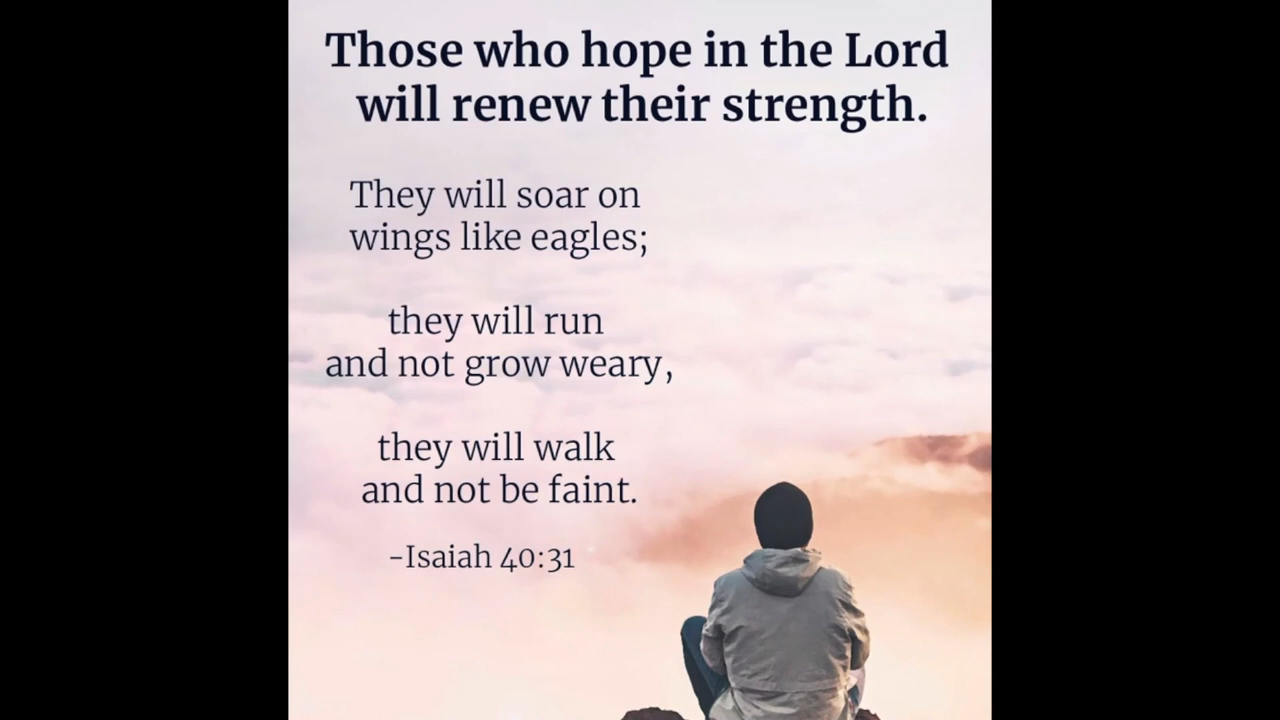 Those who hope in the Lord
will renew their strength.
They will soar on
wings like eagles;
they will run
and not grow weary,
they will walk
and not be faint.
-Isaiah 40:31